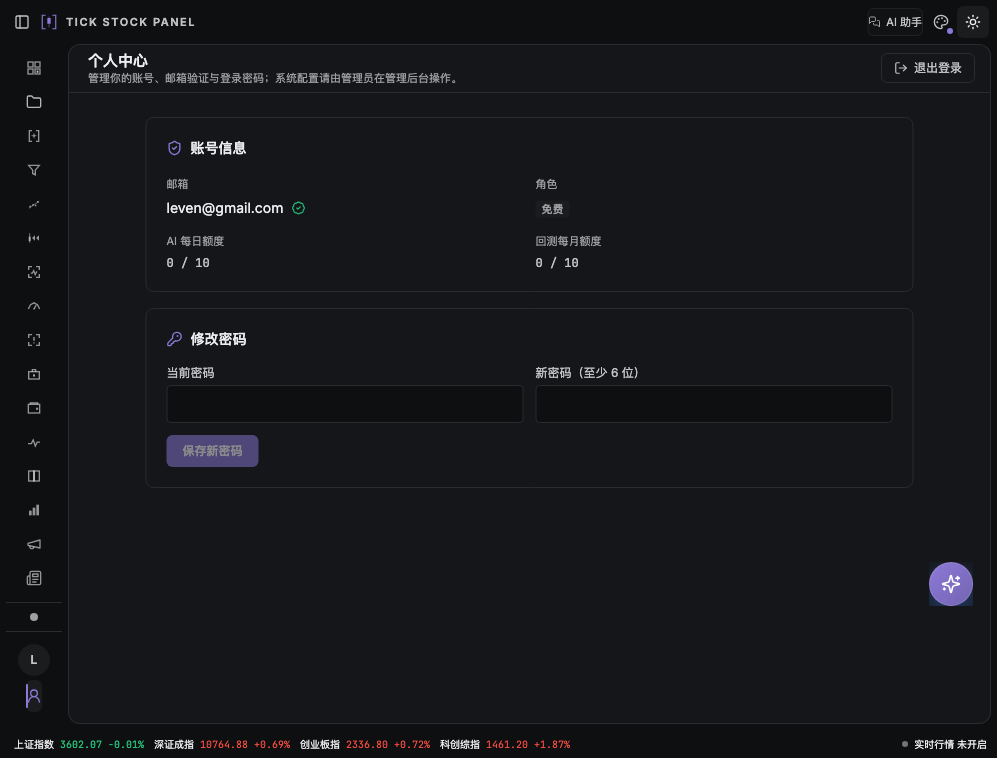 TICK STOCK PANEL
AI 助手
个人中心
管理你的账号、邮箱验证与登录密码；系统配置请由管理员在管理后台操作。
退出登录
账号信息
邮箱
角色
leven@gmail.com
免费
AI 每日额度
回测每月额度
0 / 10
0 / 10
修改密码
当前密码
新密码（至少 6 位）
保存新密码
L
上证指数 3602.07 -0.01% 深证成指 10764.88 +0.69% 创业板指 2336.80 +0.72% 科创综指 1461.20 +1.87%
实时行情 未开启